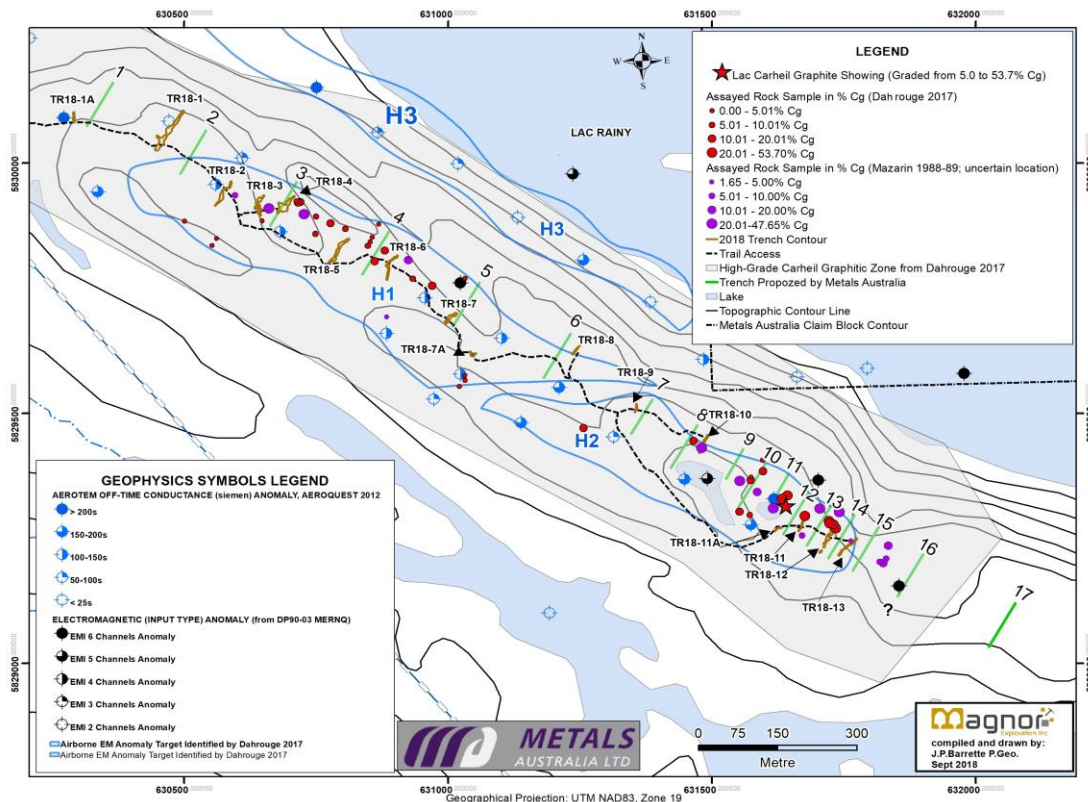 630500
631000
631500
632000
5830000
5829500
5829000
5830000
5829500
5829000
N
W E
S
1
2
3
4
5
6
7
8
9
10
11
12
13
14
15
16
17
?
TR18-1A
TR18-1
TR18-2
TR18-3
TR18-4
TR18-5
TR18-6
TR18-7
TR18-7A
TR18-8
TR18-9
TR18-10
TR18-11A
TR18-11
TR18-12
TR18-13
H3
H3
H1
H2
LAC RAINY
LEGEND
Lac Carheil Graphite Showing (Graded from 5.0 to 53.7% Cg)
Assayed Rock Sample in % Cg (Dahrouge 2017)
0.00 - 5.01% Cg
5.01 - 10.01% Cg
10.01 - 20.01% Cg
20.01 - 53.70% Cg
Assayed Rock Sample in % Cg (Mazarin 1988-89; uncertain location)
1.65 - 5.00% Cg
5.01 - 10.00% Cg
10.01 - 20.00% Cg
20.01-47.65% Cg
2018 Trench Contour
Trail Access
High-Grade Carheil Graphitic Zone from Dahrouge 2017
Trench Propozed by Metals Australia
Lake
Topographic Contour Line
Metals Australia Claim Block Contour
GEOPHYSICS SYMBOLS LEGEND
AEROTEM OFF-TIME CONDUCTANCE (siemen) ANOMALY, AEROQUEST 2012
> 200s
150-200s
100-150s
50-100s
< 25s
ELECTROMAGNETIC (INPUT TYPE) ANOMALY (from DP90-03 MERNQ)
EMI 6 Channels Anomaly
EMI 5 Channels Anomaly
EMI 4 Channels Anomaly
EMI 3 Channels Anomaly
EMI 2 Channels Anomaly
Airborne EM Anomaly Target Identified by Dahrouge 2017
Airborne EM Anomaly Target Identified by Dahrouge 2017
METALS
AUSTRALIA LTD
0 75 150 300
Metre
Magnor
Exploration Inc
compiled and drawn by:
J.P.Barrette P.Geo.
Sept 2018
Geographical Projection: UTM NAD83, Zone 19
630500
631000
631500
632000